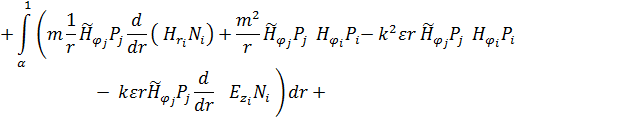 + ∫_α^1 ( m 1/r H̃_{φ_j} P_j d/dr ( H_{r_i} N_i ) + m²/r H̃_{φ_j} P_j H_{φ_i} P_i − k² εr H̃_{φ_j} P_j H_{φ_i} P_i
− kεr H̃_{φ_j} P_j d/dr E_{z_i} N_i ) dr +